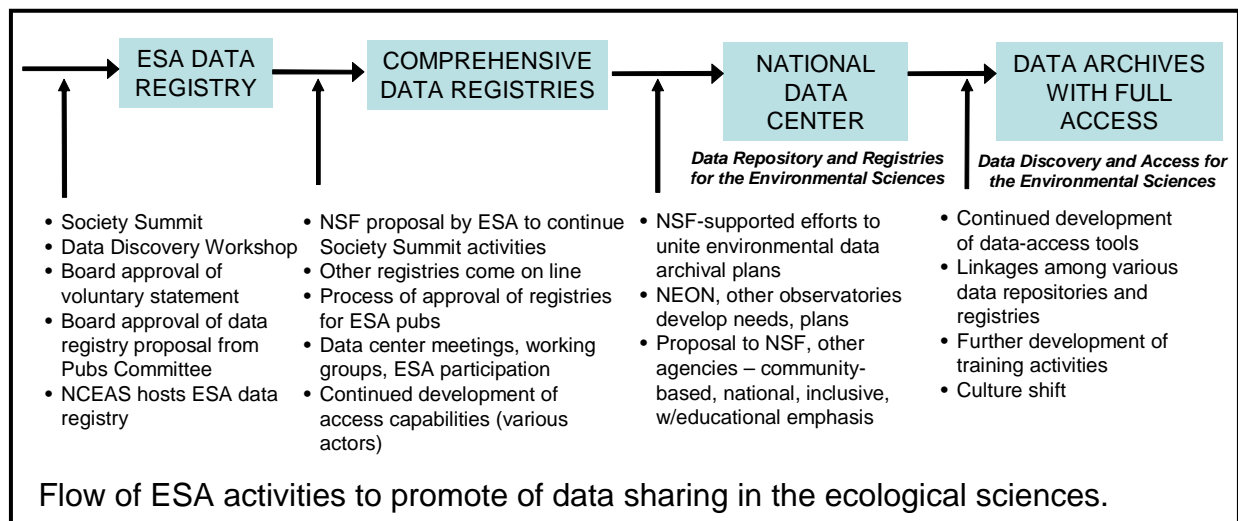 ESA DATA
REGISTRY
COMPREHENSIVE
DATA REGISTRIES
NATIONAL
DATA
CENTER
DATA ARCHIVES
WITH FULL
ACCESS
Data Repository and Registries
for the Environmental Sciences
Data Discovery and Access for
the Environmental Sciences
• Society Summit
• Data Discovery Workshop
• Board approval of
voluntary statement
• Board approval of data
registry proposal from
Pubs Committee
• NCEAS hosts ESA data
registry
• NSF proposal by ESA to continue
Society Summit activities
• Other registries come on line
• Process of approval of registries
for ESA pubs
• Data center meetings, working
groups, ESA participation
• Continued development of
access capabilities (various
actors)
• NSF-supported efforts to
unite environmental data
archival plans
• NEON, other observatories
develop needs, plans
• Proposal to NSF, other
agencies – community-
based, national, inclusive,
w/educational emphasis
• Continued development
of data-access tools
• Linkages among various
data repositories and
registries
• Further development of
training activities
• Culture shift
Flow of ESA activities to promote of data sharing in the ecological sciences.